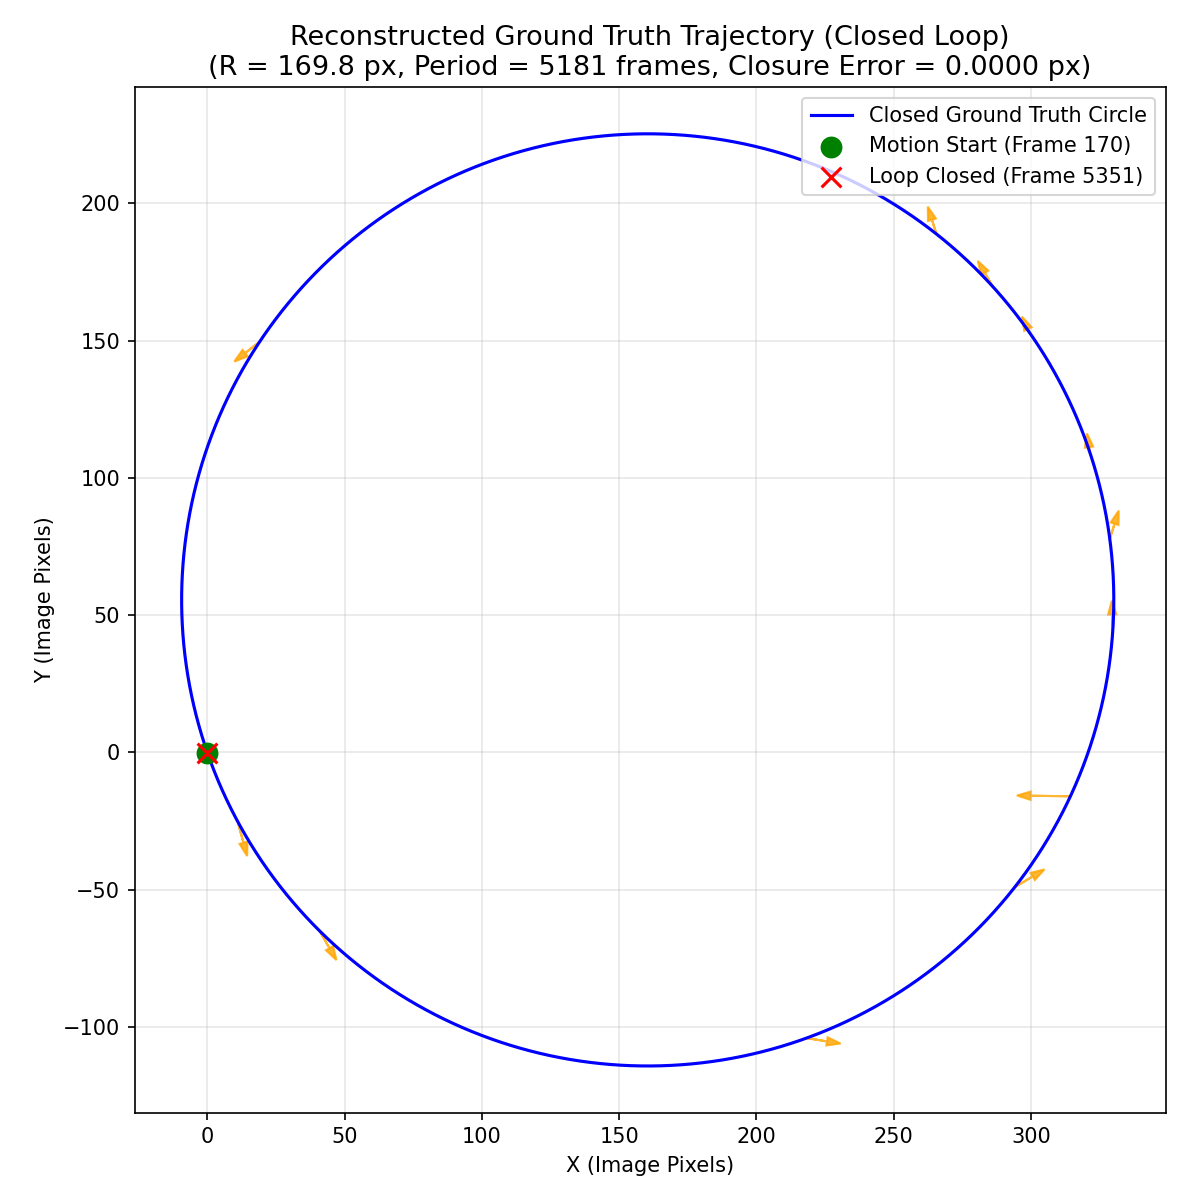 Reconstructed Ground Truth Trajectory (Closed Loop)
(R = 169.8 px, Period = 5181 frames, Closure Error = 0.0000 px)
Closed Ground Truth Circle
Motion Start (Frame 170)
Loop Closed (Frame 5351)
Y (Image Pixels)
200
150
100
50
0
−50
−100
0 50 100 150 200 250 300
X (Image Pixels)